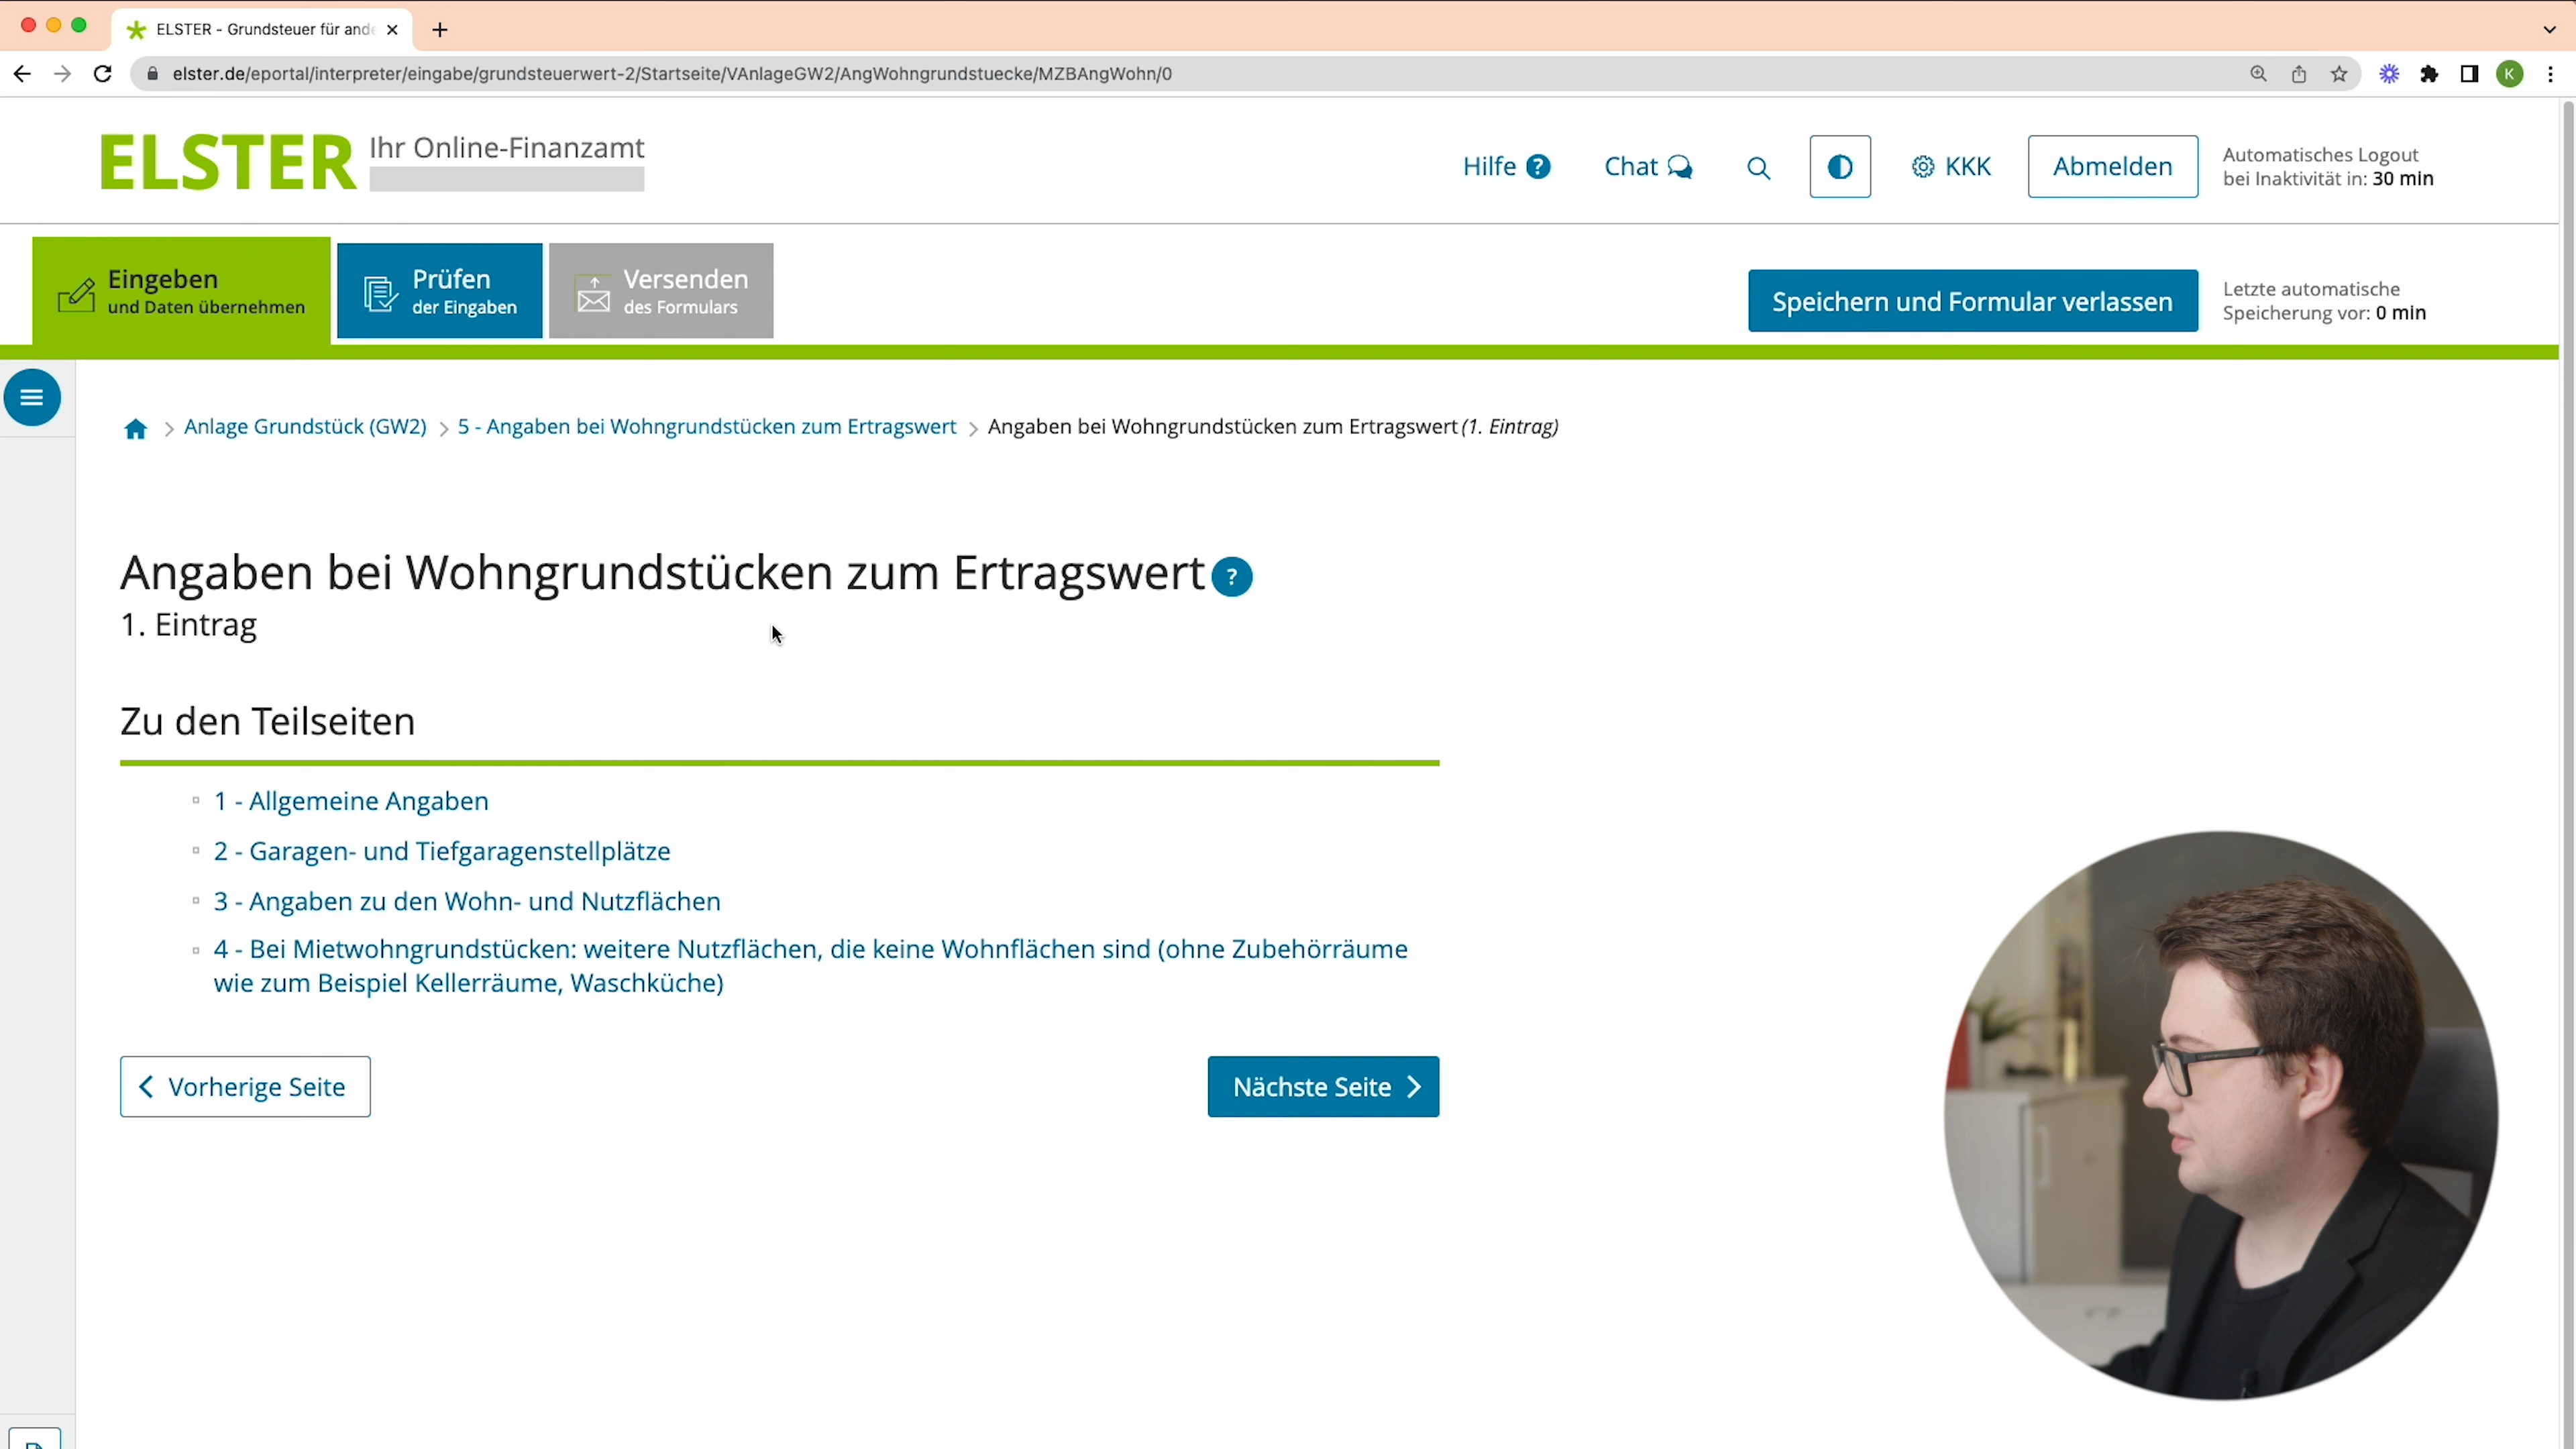 ELSTER - Grundsteuer für and
elster.de/eportal/interpreter/eingabe/grundsteuerwert-2/Startseite/VAnlageGW2/AngWohngrundstuecke/MZBAngWohn/0
K
ELSTER
Ihr Online-Finanzamt
Hilfe ?
Chat
KKK
Abmelden
Automatisches Logout
bei Inaktivität in: 30 min
Eingeben
und Daten übernehmen
Prüfen
der Eingaben
Versenden
des Formulars
Speichern und Formular verlassen
Letzte automatische
Speicherung vor: 0 min
Anlage Grundstück (GW2) > 5 - Angaben bei Wohngrundstücken zum Ertragswert > Angaben bei Wohngrundstücken zum Ertragswert (1. Eintrag)
Angaben bei Wohngrundstücken zum Ertragswert ?
1. Eintrag
Zu den Teilseiten
1 - Allgemeine Angaben
2 - Garagen- und Tiefgaragenstellplätze
3 - Angaben zu den Wohn- und Nutzflächen
4 - Bei Mietwohngrundstücken: weitere Nutzflächen, die keine Wohnflächen sind (ohne Zubehörräume
wie zum Beispiel Kellerräume, Waschküche)
Vorherige Seite
Nächste Seite